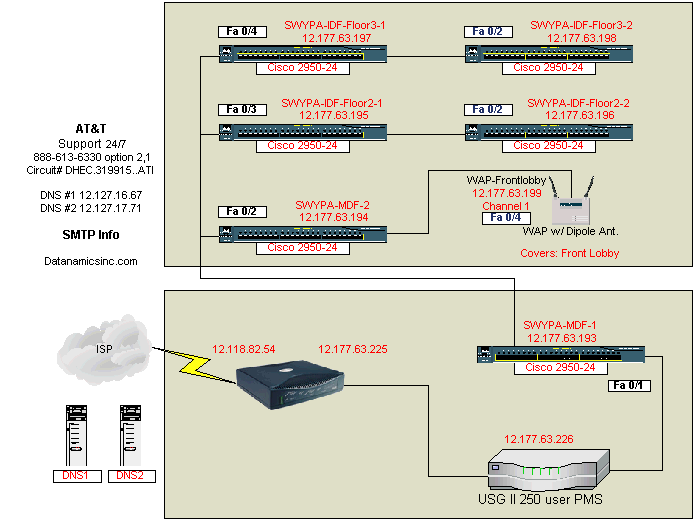 Fa 0/4
SWYPA-IDF-Floor3-1
12.177.63.197
Cisco 2950-24
Fa 0/2
SWYPA-IDF-Floor3-2
12.177.63.198
Cisco 2950-24
Fa 0/3
SWYPA-IDF-Floor2-1
12.177.63.195
Cisco 2950-24
Fa 0/2
SWYPA-IDF-Floor2-2
12.177.63.196
Cisco 2950-24
AT&T
Support 24/7
888-613-6330 option 2,1
Circuit# DHEC.319915..ATI
DNS #1 12.127.16.67
DNS #2 12.127.17.71
SMTP Info
Datanamicsinc.com
Fa 0/2
SWYPA-MDF-2
12.177.63.194
Cisco 2950-24
WAP-Frontlobby
12.177.63.199
Channel 1
Fa 0/4
WAP w/ Dipole Ant.
Covers: Front Lobby
ISP
12.118.82.54
12.177.63.225
SWYPA-MDF-1
12.177.63.193
Cisco 2950-24
Fa 0/1
DNS1
DNS2
12.177.63.226
USG II 250 user PMS